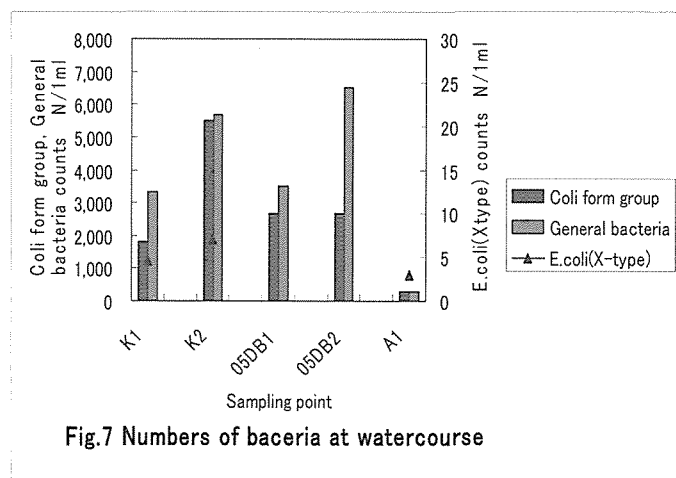 Coli form group, General
bacteria counts N/1ml
8,000
7,000
6,000
5,000
4,000
3,000
2,000
1,000
0
30
25
20
15
10
5
0
E.coli(Xtype) counts N/1ml
K1
K2
05DB1
05DB2
A1
Sampling point
Coli form group
General bacteria
E.coli(X-type)
Fig.7 Numbers of baceria at watercourse